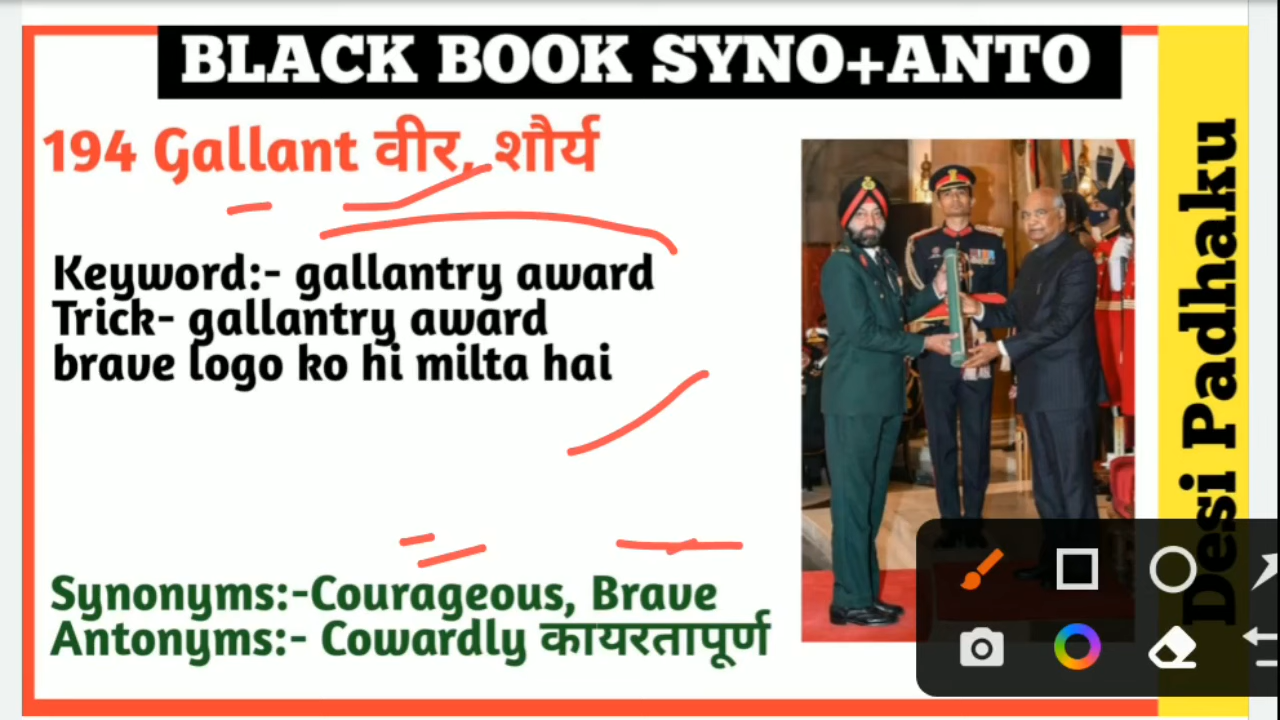 BLACK BOOK SYNO+ANTO
194 Gallant वीर, शौर्य
Keyword:- gallantry award
Trick- gallantry award
brave logo ko hi milta hai
Synonyms:-Courageous, Brave
Antonyms:- Cowardly कायरतापूर्ण
Desi Padhaku